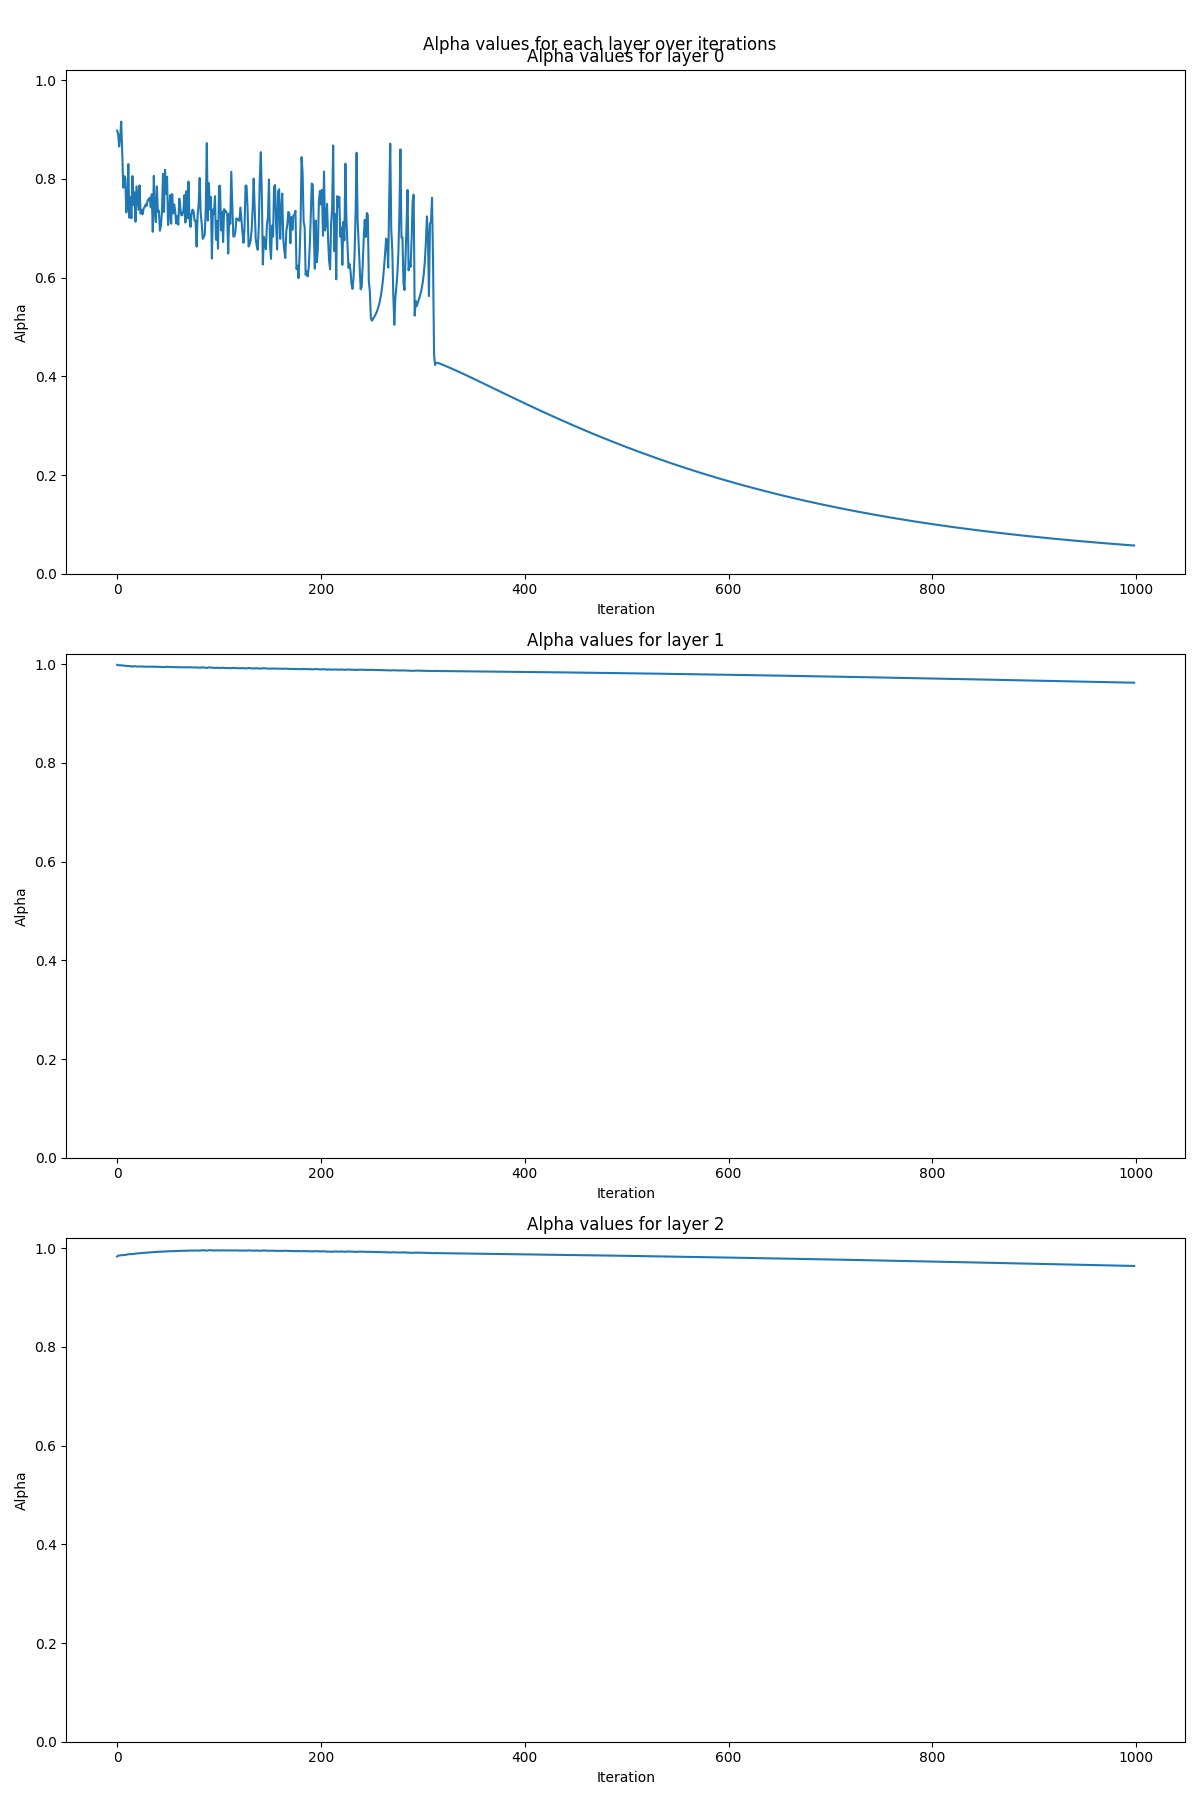 Alpha values for each layer over iterations
Alpha values for layer 0
1.0
0.8
0.6
0.4
0.2
0.0
Alpha
0 200 400 600 800 1000
Iteration
Alpha values for layer 1
1.0
0.8
0.6
0.4
0.2
0.0
Alpha
0 200 400 600 800 1000
Iteration
Alpha values for layer 2
1.0
0.8
0.6
0.4
0.2
0.0
Alpha
0 200 400 600 800 1000
Iteration